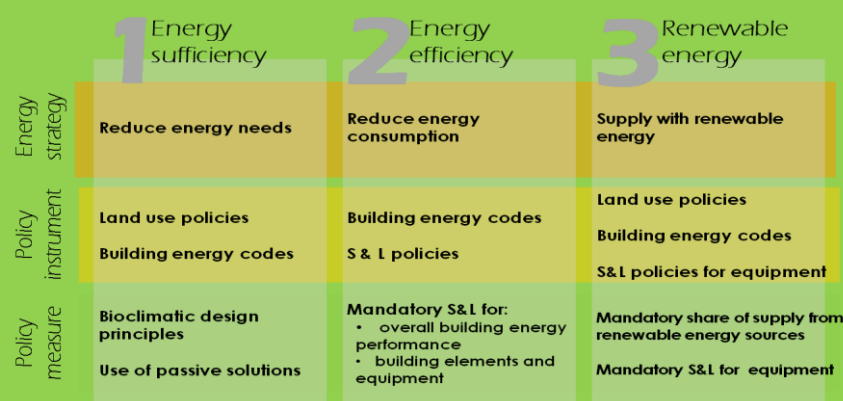 1 Energy
sufficiency
2 Energy
efficiency
3 Renewable
energy
Energy
strategy
Reduce energy needs
Reduce energy
consumption
Supply with renewable
energy
Policy
instrument
Land use policies
Building energy codes
Building energy codes
S & L policies
Land use policies
Building energy codes
S&L policies for equipment
Policy
measure
Bioclimatic design
principles
Use of passive solutions
Mandatory S&L for:
• overall building energy
performance
• building elements and
equipment
Mandatory share of supply from
renewable energy sources
Mandatory S&L for equipment